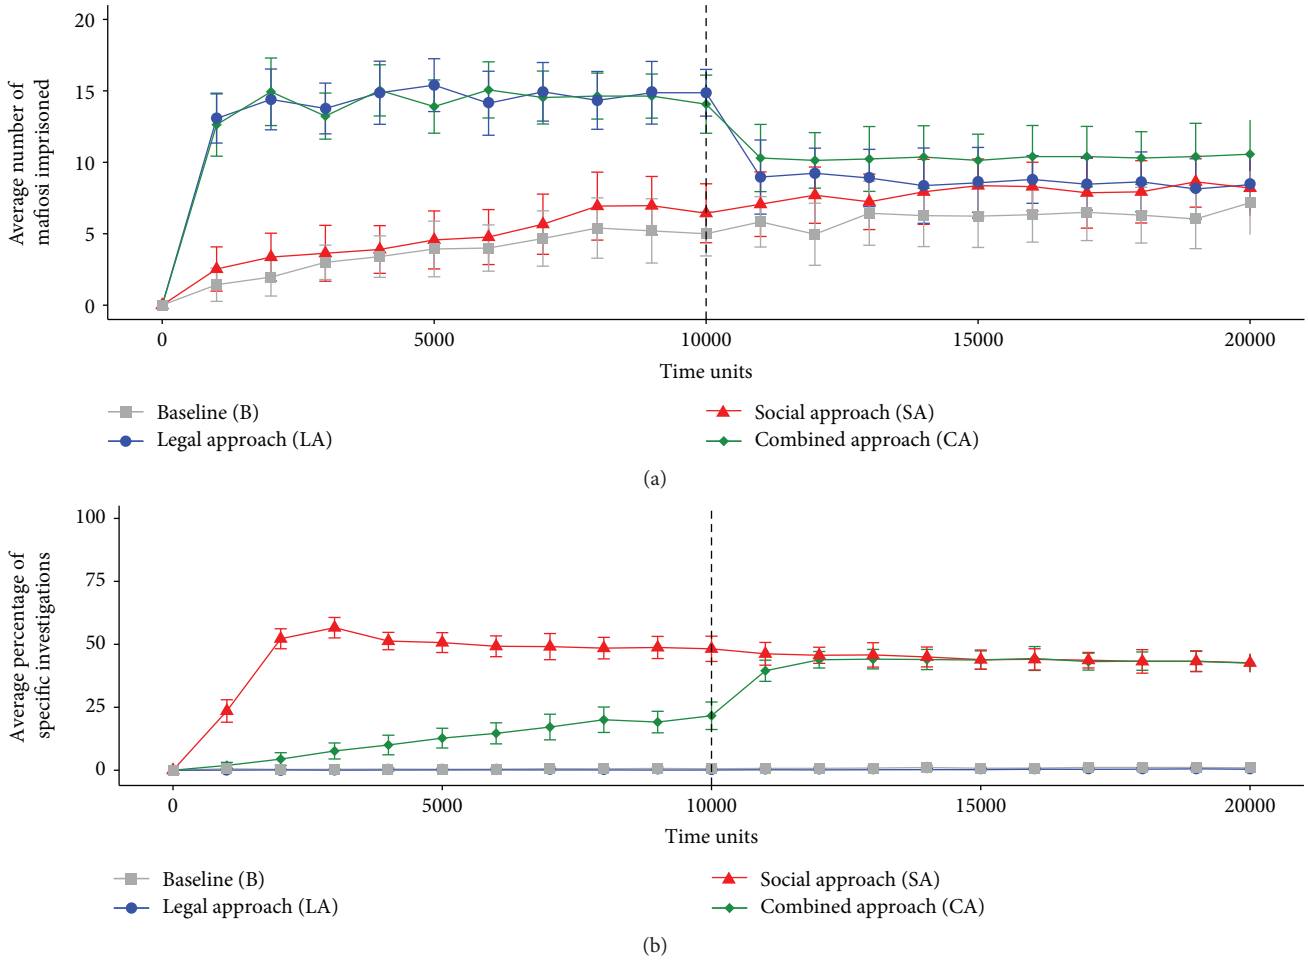 20
15
10
5
0
Average number of
mafiosi imprisoned
0 5000 10000 15000 20000
Time units
Baseline (B)
Legal approach (LA)
Social approach (SA)
Combined approach (CA)
(a)
100
75
50
25
0
Average percentage of
specific investigations
0 5000 10000 15000 20000
Time units
Baseline (B)
Legal approach (LA)
Social approach (SA)
Combined approach (CA)
(b)